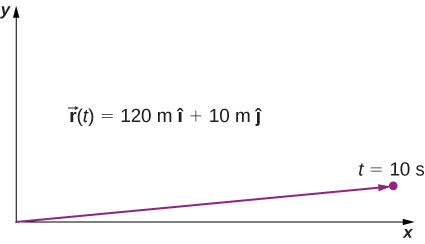 y
r⃗(t) = 120 m î + 10 m ĵ
t = 10 s
x